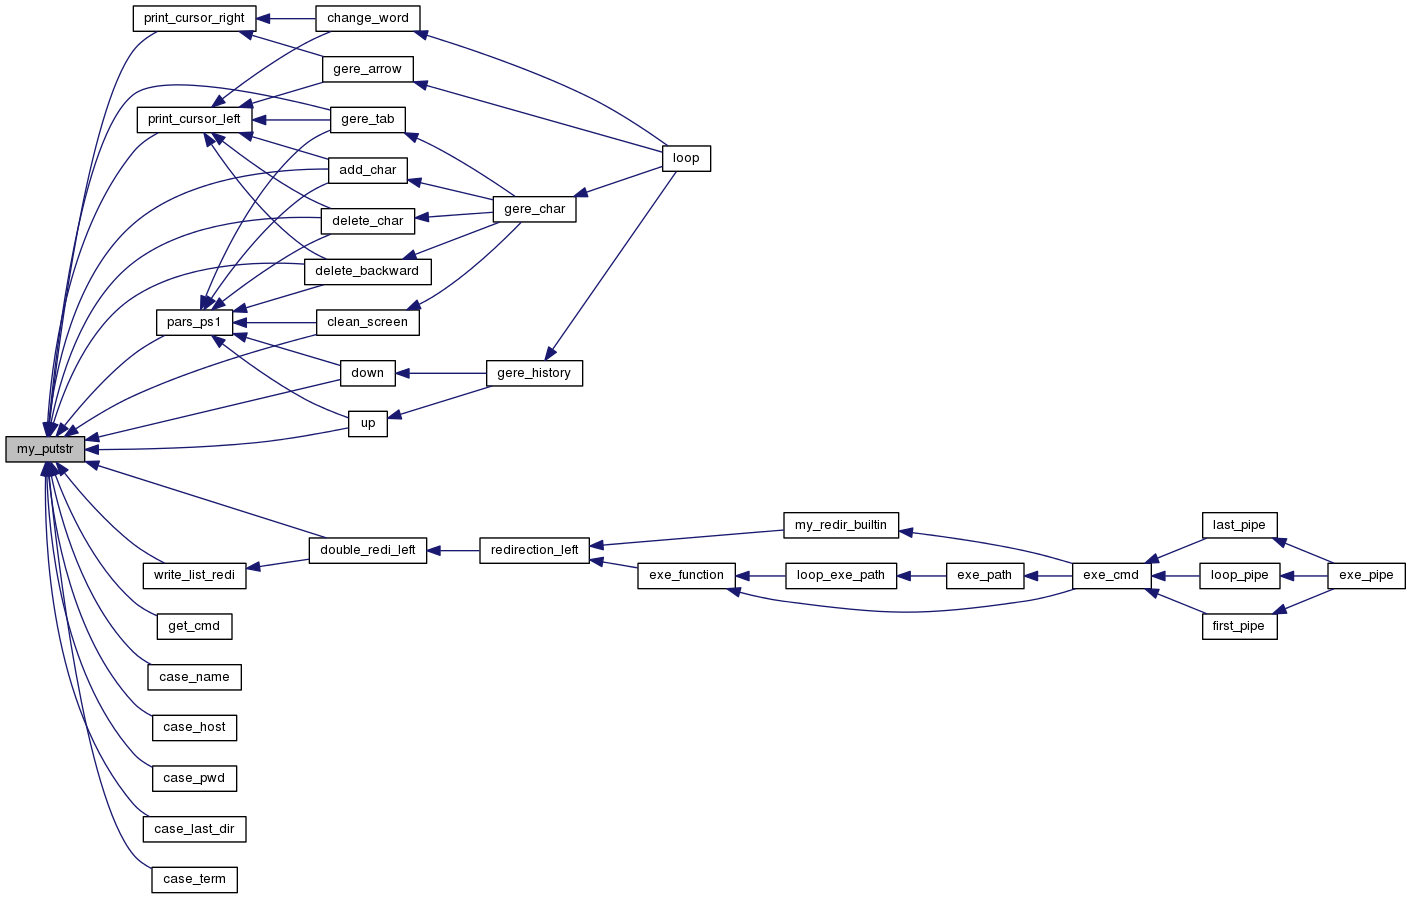 print_cursor_right
change_word
gere_arrow
print_cursor_left
gere_tab
loop
add_char
gere_char
delete_char
delete_backward
pars_ps1
clean_screen
down
gere_history
up
my_putstr
double_redi_left
redirection_left
my_redir_builtin
last_pipe
write_list_redi
exe_function
loop_exe_path
exe_path
exe_cmd
loop_pipe
exe_pipe
get_cmd
first_pipe
case_name
case_host
case_pwd
case_last_dir
case_term